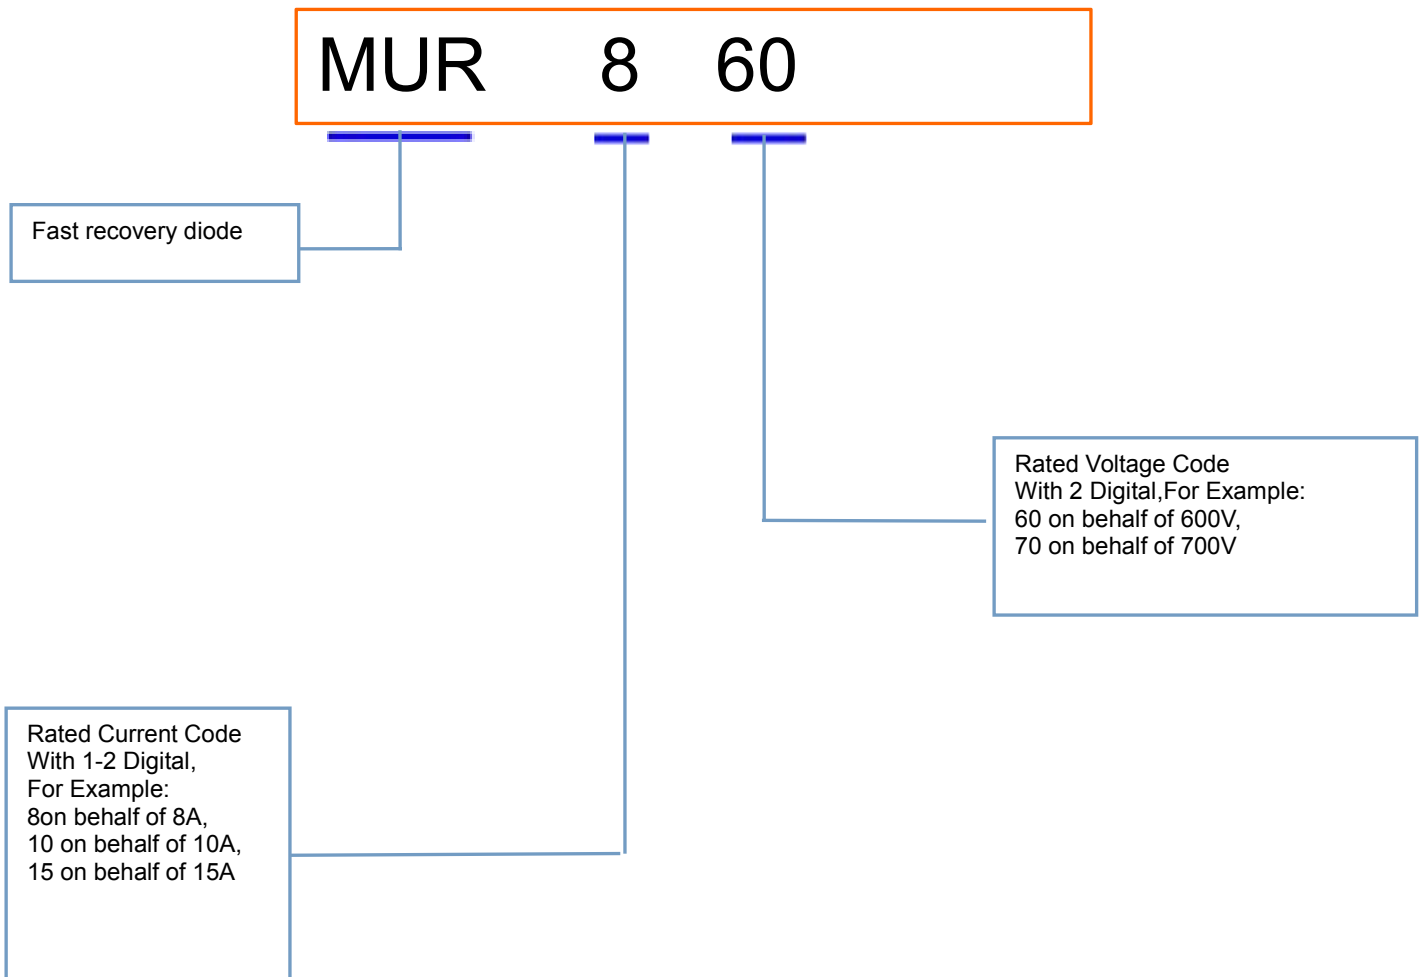 MUR 8 60
Fast recovery diode
Rated Voltage Code
With 2 Digital,For Example:
60 on behalf of 600V,
70 on behalf of 700V
Rated Current Code
With 1-2 Digital,
For Example:
8on behalf of 8A,
10 on behalf of 10A,
15 on behalf of 15A